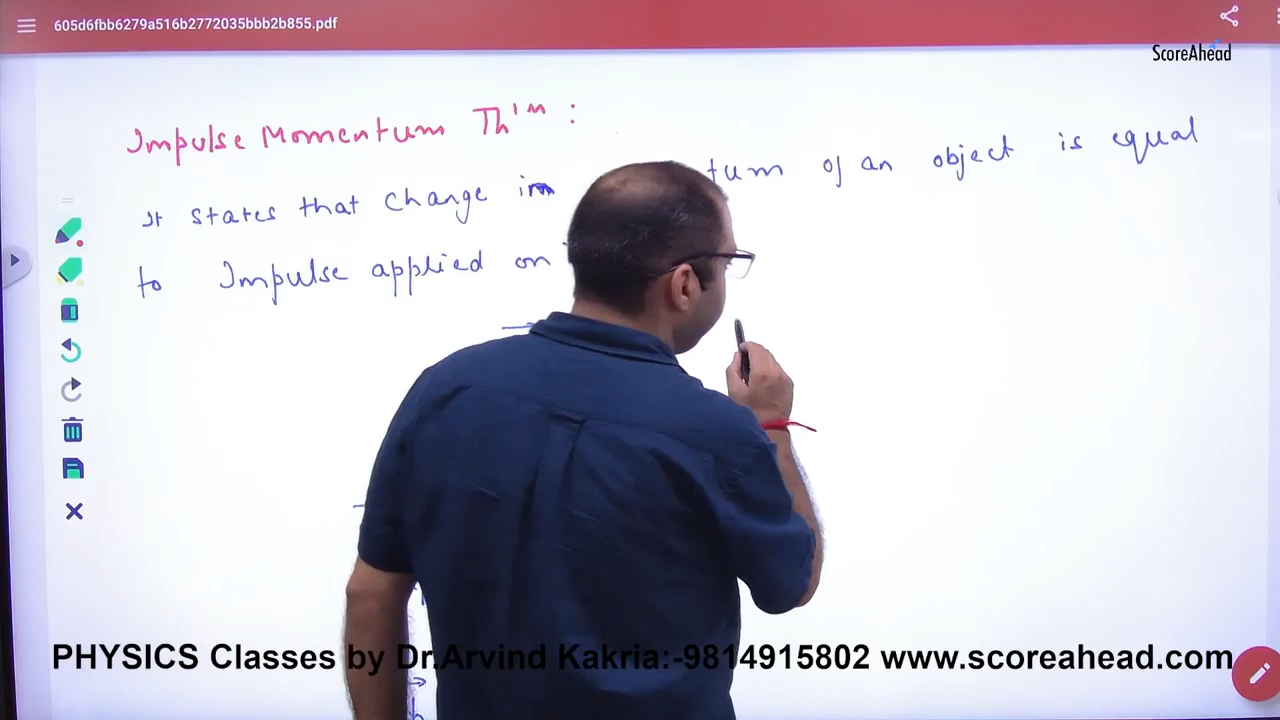 605d6fbb6279a516b2772035bbb2b855.pdf
ScoreAhead
Impulse Momentum Thm :
It states that change in tum of an object is equal
to Impulse applied on
PHYSICS Classes by Dr.Arvind Kakria:-9814915802 www.scoreahead.com